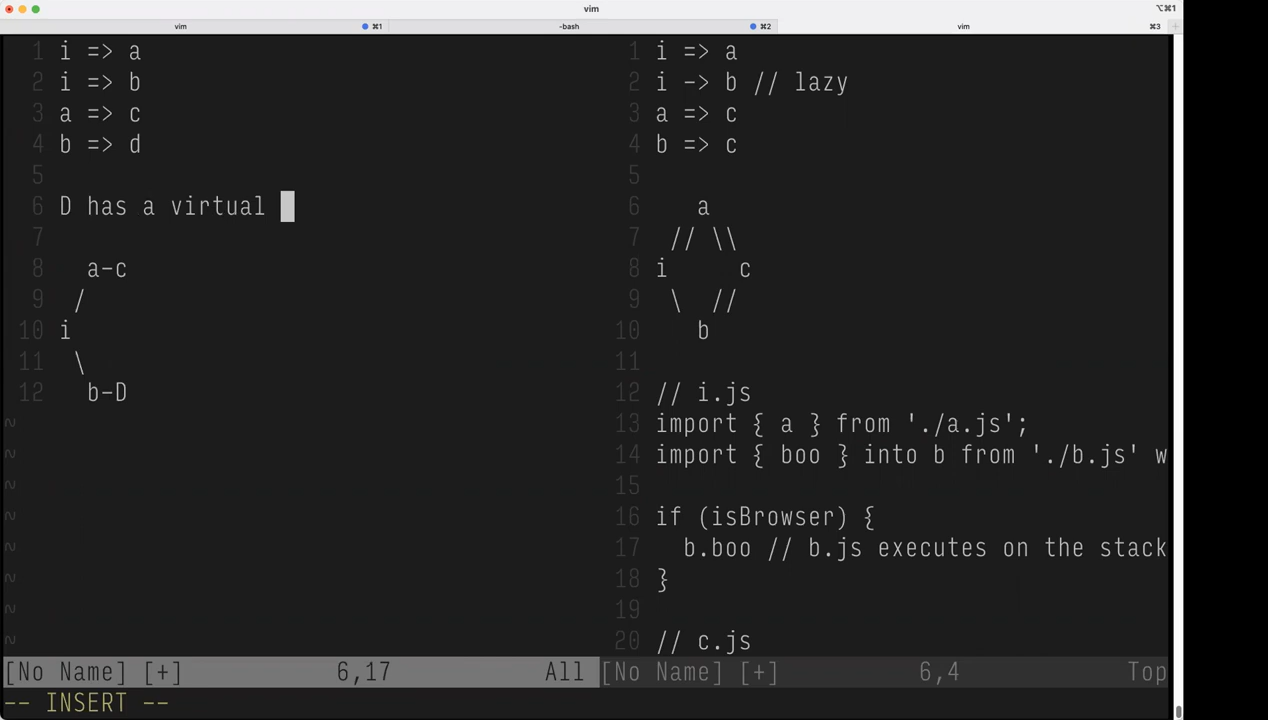 vim
⌥⌘1
vim ⌘1
-bash ⌘2
vim ⌘3
1 i => a
2 i => b
3 a => c
4 b => d
5
6 D has a virtual
7
8 a-c
9 /
10 i
11 \
12 b-D
~
~
~
~
~
~
~
~
[No Name] [+] 6,17 All
-- INSERT --
1 i => a
2 i -> b // lazy
3 a => c
4 b => c
5
6 a
7 // \\
8 i c
9 \ //
10 b
11
12 // i.js
13 import { a } from './a.js';
14 import { boo } into b from './b.js' w
15
16 if (isBrowser) {
17 b.boo // b.js executes on the stack
18 }
19
20 // c.js
[No Name] [+] 6,4 Top